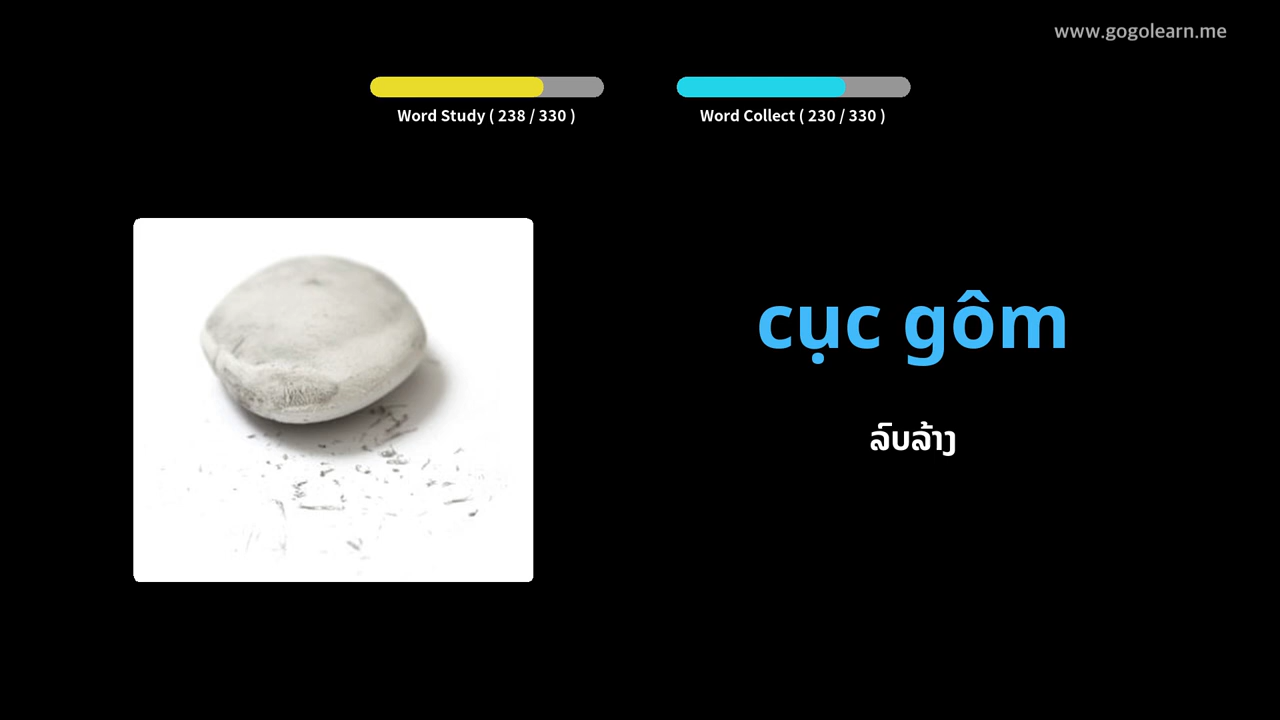 www.gogolearn.me
Word Study ( 238 / 330 )
Word Collect ( 230 / 330 )
cục gôm
ລົບລ້າງ